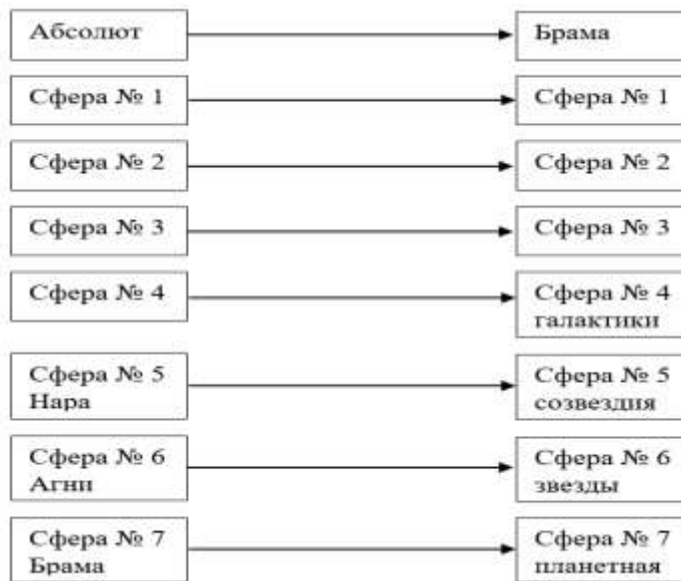 Абсолют
Брама
Сфера № 1
Сфера № 1
Сфера № 2
Сфера № 2
Сфера № 3
Сфера № 3
Сфера № 4
Сфера № 4
галактики
Сфера № 5
Нара
Сфера № 5
созвездия
Сфера № 6
Агни
Сфера № 6
звезды
Сфера № 7
Брама
Сфера № 7
планетная